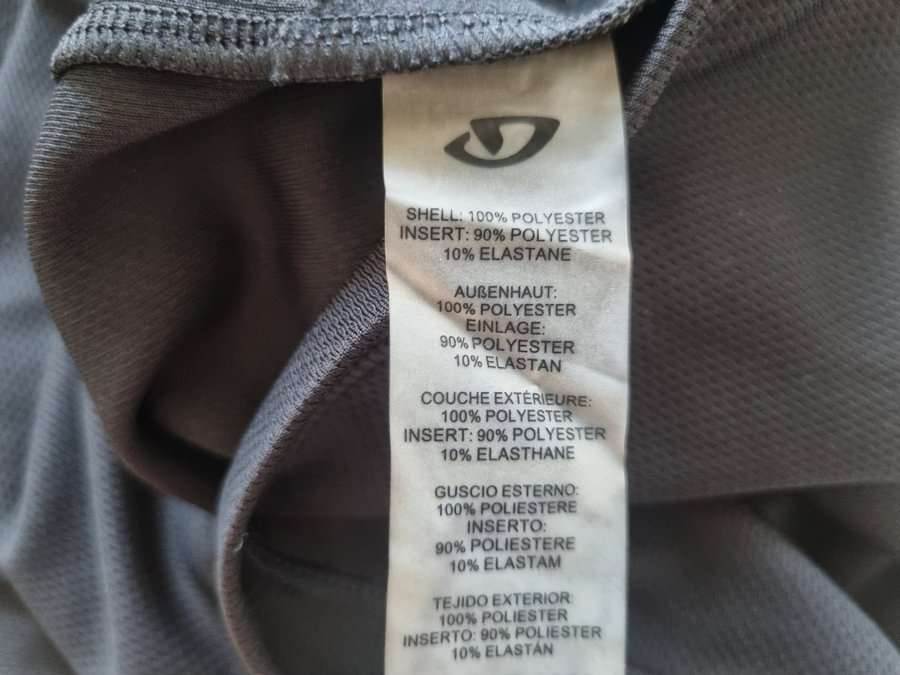 SHELL: 100% POLYESTER
INSERT: 90% POLYESTER
10% ELASTANE
AUßENHAUT:
100% POLYESTER
EINLAGE:
90% POLYESTER
10% ELASTAN
COUCHE EXTÉRIEURE:
100% POLYESTER
INSERT: 90% POLYESTER
10% ELASTHANE
GUSCIO ESTERNO:
100% POLIESTERE
INSERTO:
90% POLIESTERE
10% ELASTAM
TEJIDO EXTERIOR:
100% POLIESTER
INSERTO: 90% POLIESTER
10% ELASTÁN